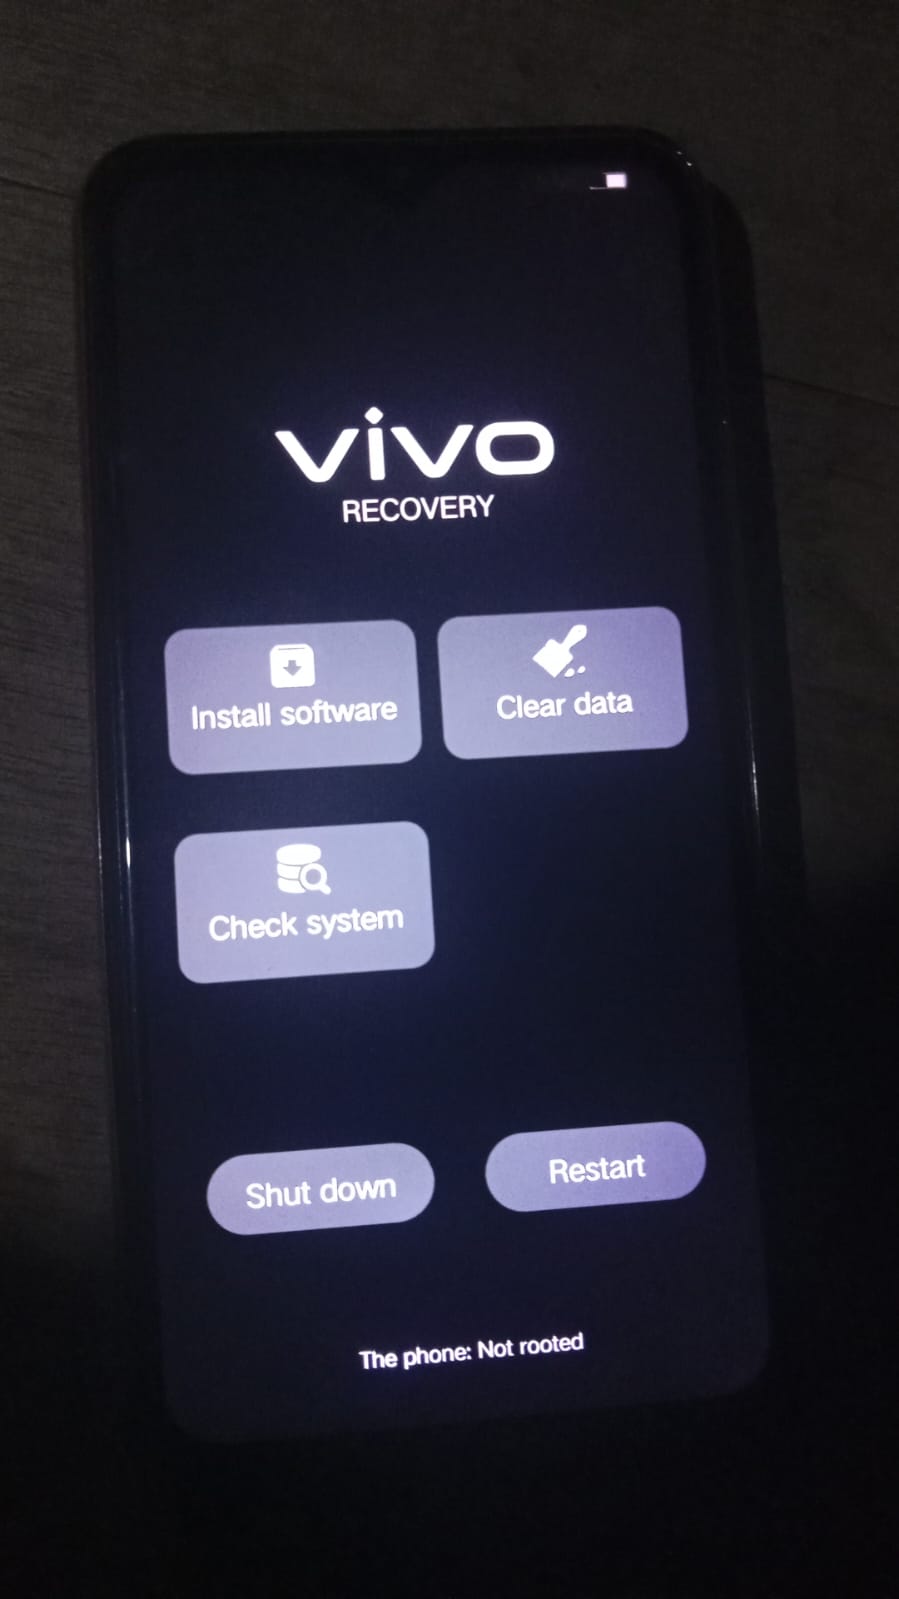 vivo
RECOVERY
Install software
Clear data
Check system
Shut down
Restart
The phone: Not rooted